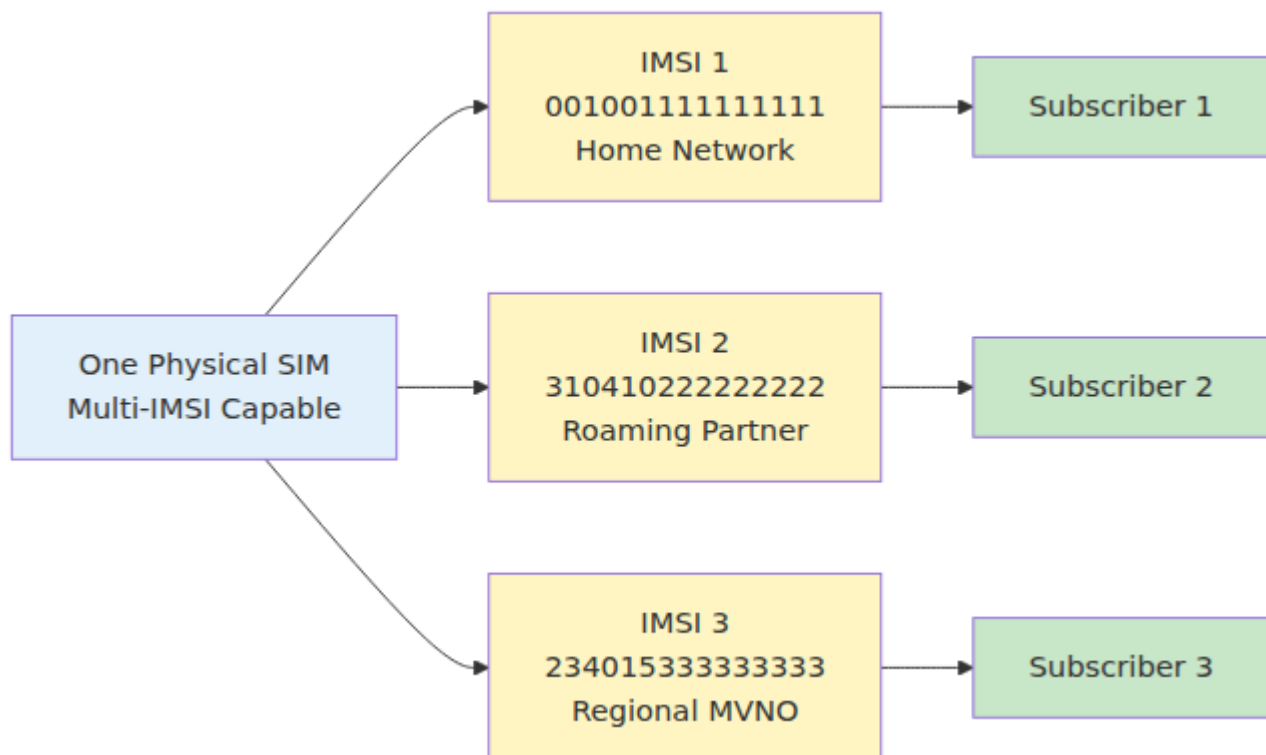 One Physical SIM
Multi-IMSI Capable
IMSI 1
001001111111111
Home Network
Subscriber 1
IMSI 2
310410222222222
Roaming Partner
Subscriber 2
IMSI 3
234015333333333
Regional MVNO
Subscriber 3